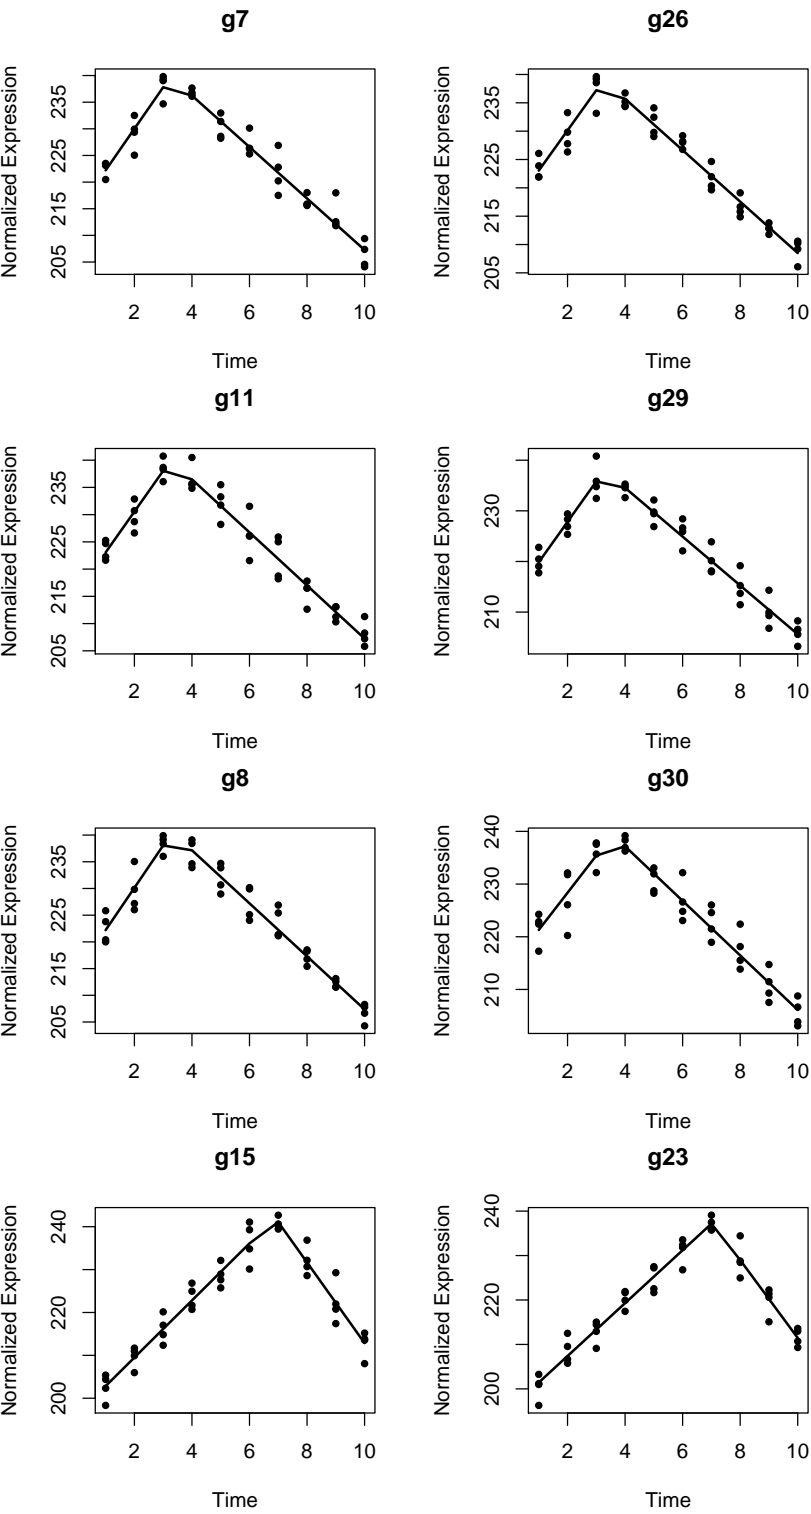 g7
Normalized Expression
205 215 225 235
2 4 6 8 10
Time
g26
Normalized Expression
205 215 225 235
2 4 6 8 10
Time
g11
Normalized Expression
205 215 225 235
2 4 6 8 10
Time
g29
Normalized Expression
210 230
2 4 6 8 10
Time
g8
Normalized Expression
205 215 225 235
2 4 6 8 10
Time
g30
Normalized Expression
210 220 230 240
2 4 6 8 10
Time
g15
Normalized Expression
200 220 240
2 4 6 8 10
Time
g23
Normalized Expression
200 220 240
2 4 6 8 10
Time